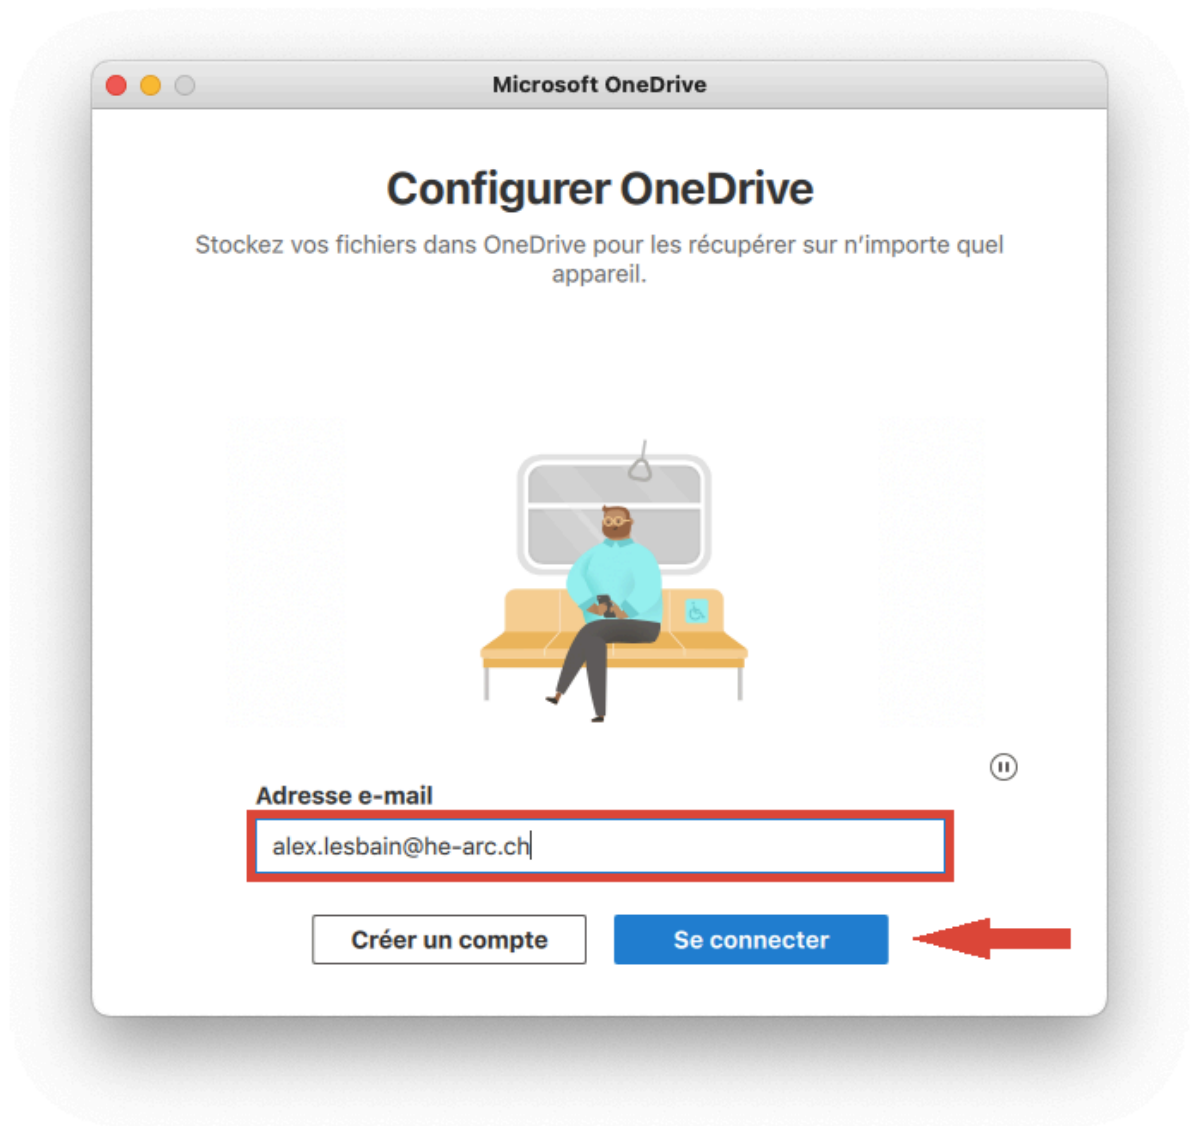 Microsoft OneDrive
Configurer OneDrive
Stockez vos fichiers dans OneDrive pour les récupérer sur n’importe quel
appareil.
Adresse e-mail
alex.lesbain@he-arc.ch
Créer un compte
Se connecter